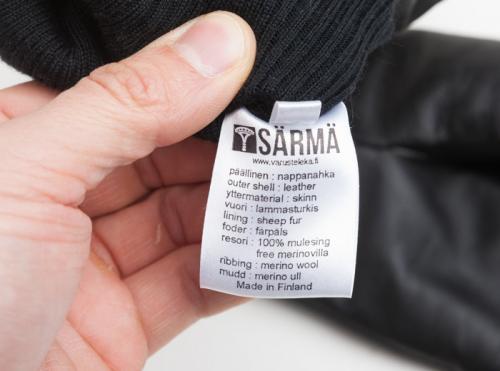 SÄRMÄ
www.varusteleka.fi
päällinen : nappanahka
outer shell : leather
yttermaterial : skinn
vuori : lammasturkis
lining : sheep fur
foder : fårpäls
resori : 100% mulesing
free merinovilla
ribbing : merino wool
mudd : merino ull
Made in Finland